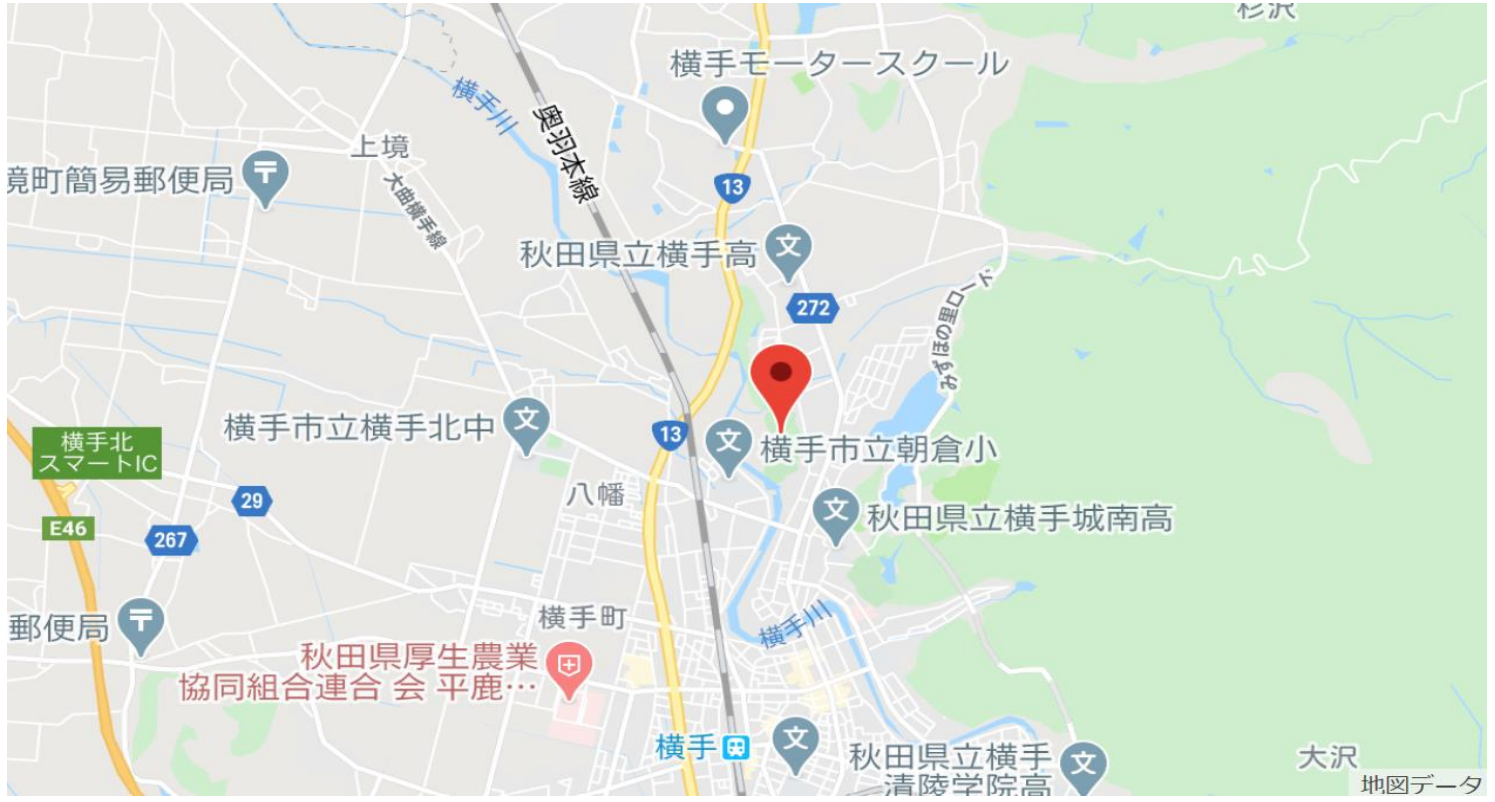 杉沢
横手モータースクール
横手川
奥羽本線
上境
境町簡易郵便局
大曲横手線
13
秋田県立横手高
272
みずほの里ロード
横手市立横手北中
13
横手市立朝倉小
横手北
スマートIC
八幡
29
秋田県立横手城南高
E46
267
横手町
横手川
郵便局
秋田県厚生農業
協同組合連合 会 平鹿…
横手
秋田県立横手
清陵学院高
大沢
地図データ